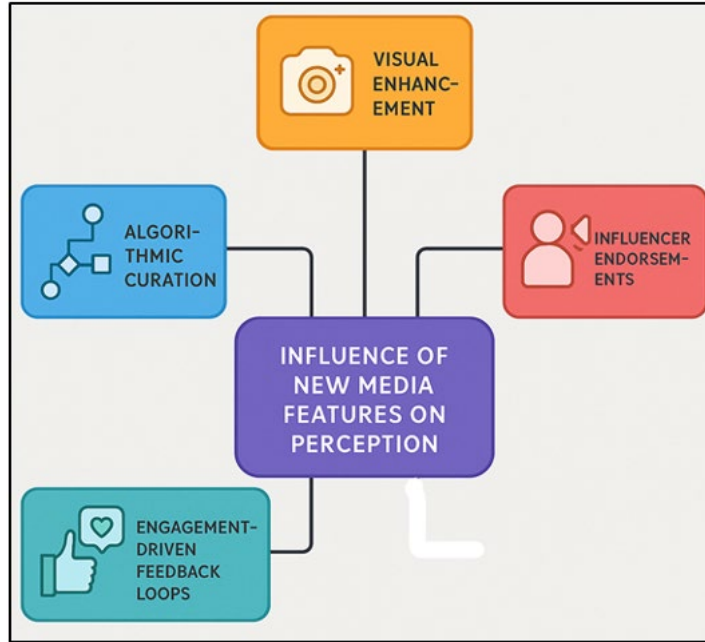 VISUAL
ENHANC-
EMENT
ALGORI-
THMIC
CURATION
INFLUENCER
ENDORSEM-
ENTS
INFLUENCE OF
NEW MEDIA
FEATURES ON
PERCEPTION
ENGAGEMENT-
DRIVEN
FEEDBACK
LOOPS